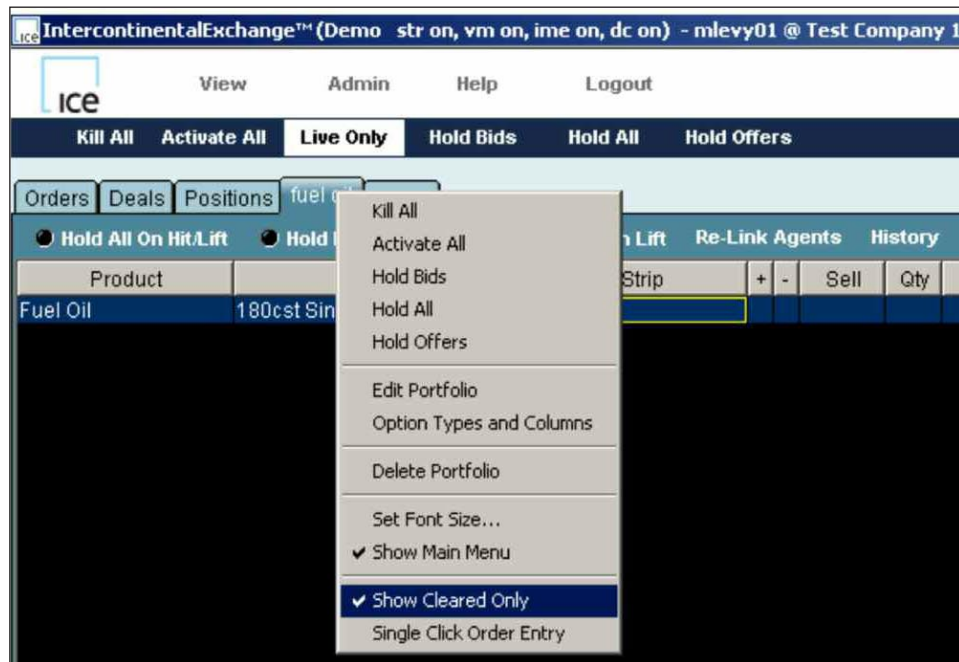 ice IntercontinentalExchange™ (Demo str on, vm on, ime on, dc on) - mlevy01 @ Test Company 1
ice View Admin Help Logout
Kill All Activate All Live Only Hold Bids Hold All Hold Offers
Orders Deals Positions fuel
Hold All On Hit/Lift Hold Lift Re-Link Agents History
Product Strip + - Sell Qty
Fuel Oil 180cst Sin
Kill All
Activate All
Hold Bids
Hold All
Hold Offers
Edit Portfolio
Option Types and Columns
Delete Portfolio
Set Font Size...
Show Main Menu
Show Cleared Only
Single Click Order Entry